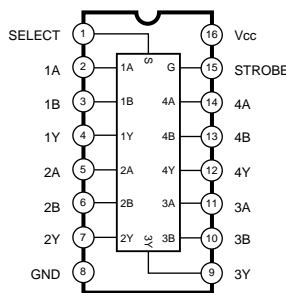 SELECT 1 S 16 Vcc
1A 2 1A G 15 STROBE
1B 3 1B 4A 14 4A
1Y 4 1Y 4B 13 4B
2A 5 2A 4Y 12 4Y
2B 6 2B 3A 11 3A
2Y 7 2Y 3Y 3B 10 3B
GND 8 9 3Y